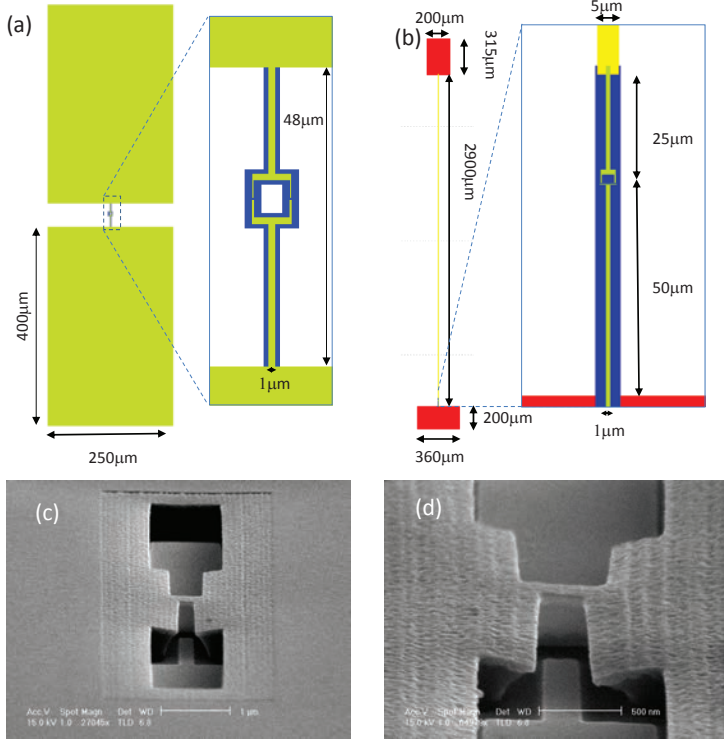 (a)
48µm
1µm
400µm
250µm
(b)
200µm
315µm
2900µm
200µm
360µm
5µm
25µm
50µm
1µm
(c)
Acc.V Spot Magn Det WD
15.0 kV 1.0 27045x TLD 6.8
1 µm
(d)
Acc.V Spot Magn Det WD
15.0 kV 1.0 TLD 6.8
500 nm